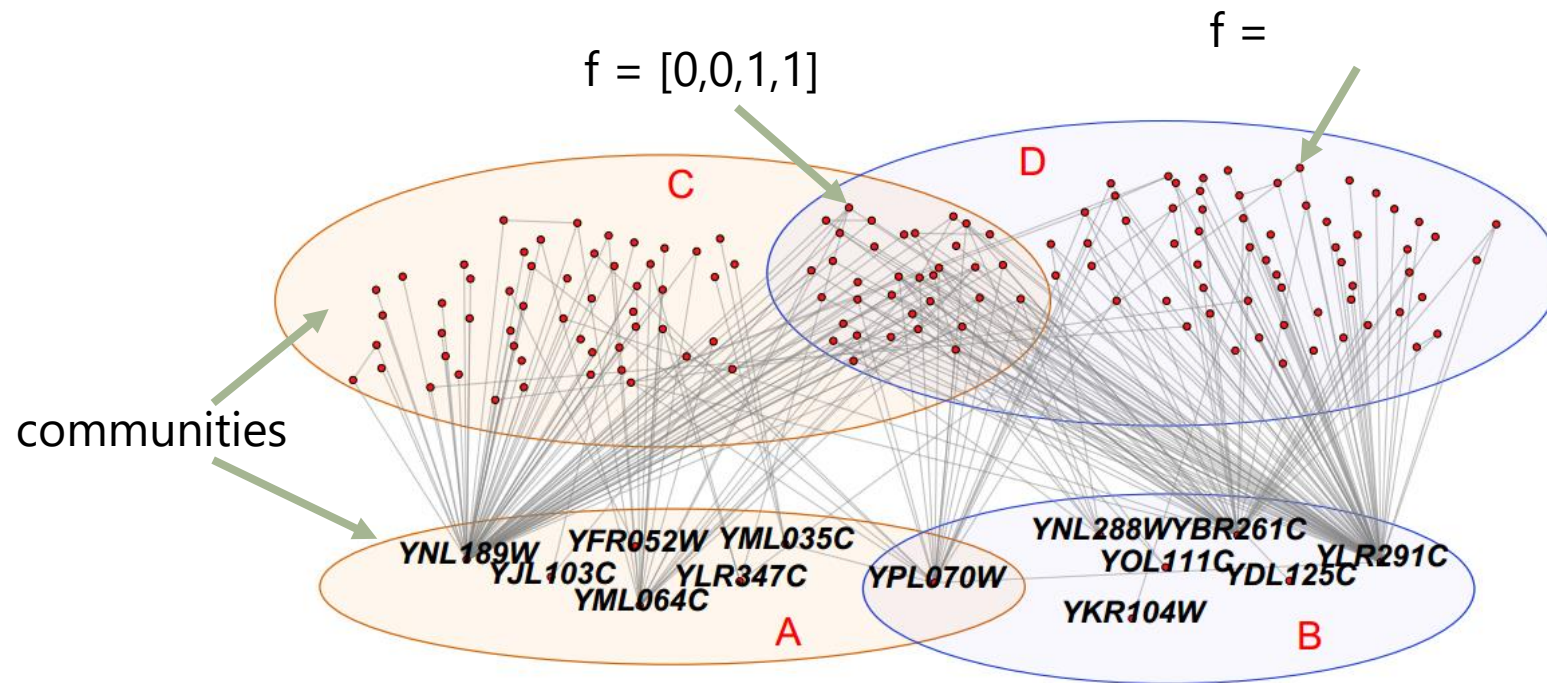 f =
f = [0,0,1,1]
D
C
communities
YNL288W YBR261C
YNL189W YFR052W YML035C
YOL111C YLR291C
YJL103C YLR347C YPL070W YDL125C
YML064C
YKR104W
A
B